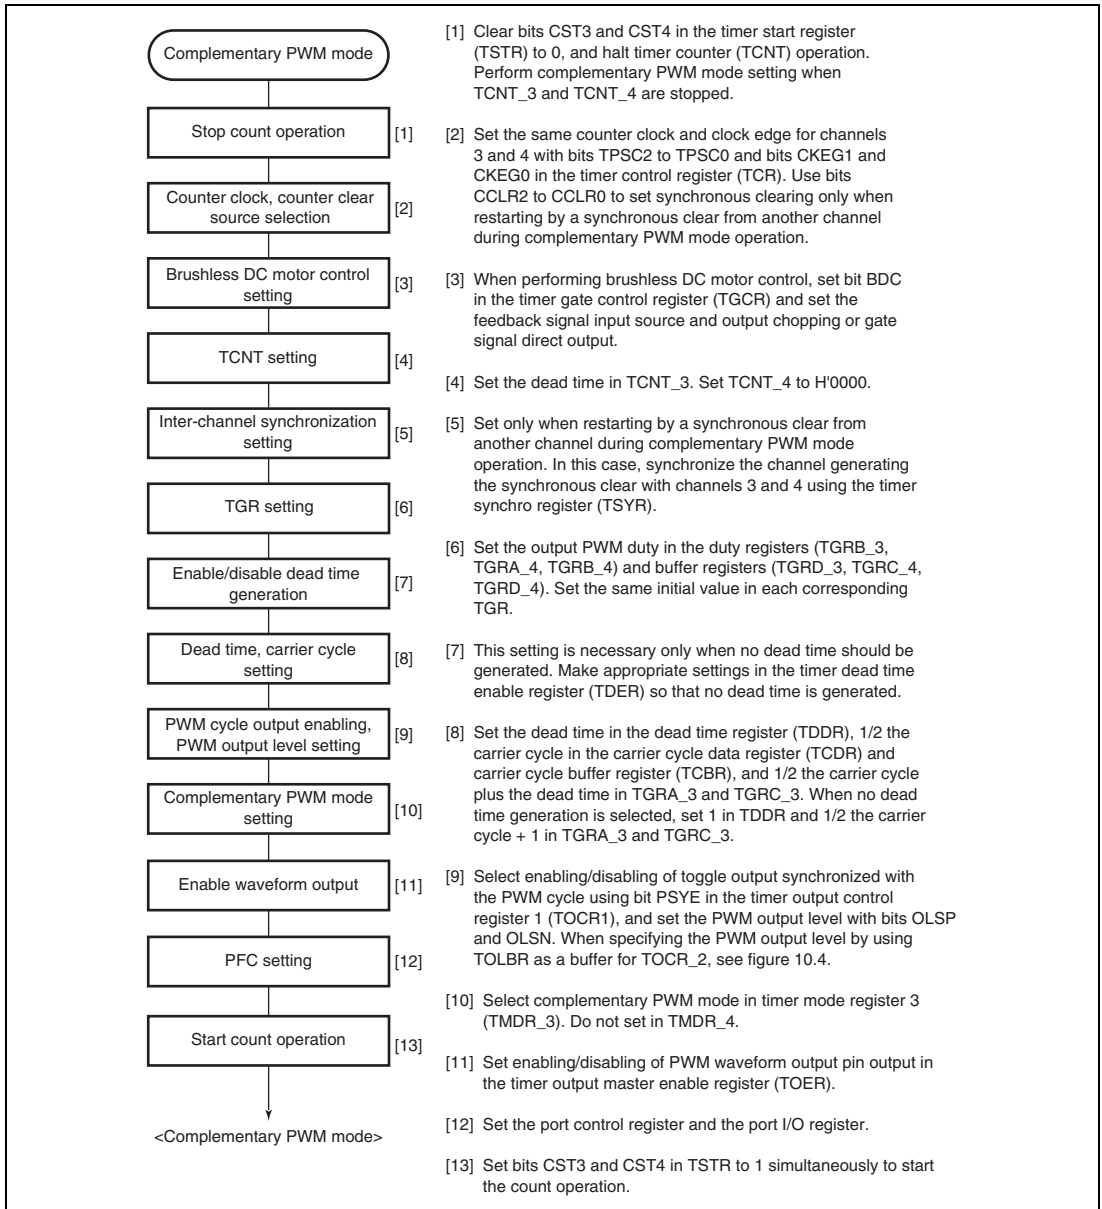 Complementary PWM mode
Stop count operation
[1]
Counter clock, counter clear
source selection
[2]
Brushless DC motor control
setting
[3]
TCNT setting
[4]
Inter-channel synchronization
setting
[5]
TGR setting
[6]
Enable/disable dead time
generation
[7]
Dead time, carrier cycle
setting
[8]
PWM cycle output enabling,
PWM output level setting
[9]
Complementary PWM mode
setting
[10]
Enable waveform output
[11]
PFC setting
[12]
Start count operation
[13]
<Complementary PWM mode>
[1] Clear bits CST3 and CST4 in the timer start register
(TSTR) to 0, and halt timer counter (TCNT) operation.
Perform complementary PWM mode setting when
TCNT_3 and TCNT_4 are stopped.
[2] Set the same counter clock and clock edge for channels
3 and 4 with bits TPSC2 to TPSC0 and bits CKEG1 and
CKEG0 in the timer control register (TCR). Use bits
CCLR2 to CCLR0 to set synchronous clearing only when
restarting by a synchronous clear from another channel
during complementary PWM mode operation.
[3] When performing brushless DC motor control, set bit BDC
in the timer gate control register (TGCR) and set the
feedback signal input source and output chopping or gate
signal direct output.
[4] Set the dead time in TCNT_3. Set TCNT_4 to H'0000.
[5] Set only when restarting by a synchronous clear from
another channel during complementary PWM mode
operation. In this case, synchronize the channel generating
the synchronous clear with channels 3 and 4 using the timer
synchro register (TSYR).
[6] Set the output PWM duty in the duty registers (TGRB_3,
TGRA_4, TGRB_4) and buffer registers (TGRD_3, TGRC_4,
TGRD_4). Set the same initial value in each corresponding
TGR.
[7] This setting is necessary only when no dead time should be
generated. Make appropriate settings in the timer dead time
enable register (TDER) so that no dead time is generated.
[8] Set the dead time in the dead time register (TDDR), 1/2 the
carrier cycle in the carrier cycle data register (TCDR) and
carrier cycle buffer register (TCBR), and 1/2 the carrier cycle
plus the dead time in TGRA_3 and TGRC_3. When no dead
time generation is selected, set 1 in TDDR and 1/2 the carrier
cycle + 1 in TGRA_3 and TGRC_3.
[9] Select enabling/disabling of toggle output synchronized with
the PWM cycle using bit PSYE in the timer output control
register 1 (TOCR1), and set the PWM output level with bits OLSP
and OLSN. When specifying the PWM output level by using
TOLBR as a buffer for TOCR_2, see figure 10.4.
[10] Select complementary PWM mode in timer mode register 3
(TMDR_3). Do not set in TMDR_4.
[11] Set enabling/disabling of PWM waveform output pin output in
the timer output master enable register (TOER).
[12] Set the port control register and the port I/O register.
[13] Set bits CST3 and CST4 in TSTR to 1 simultaneously to start
the count operation.